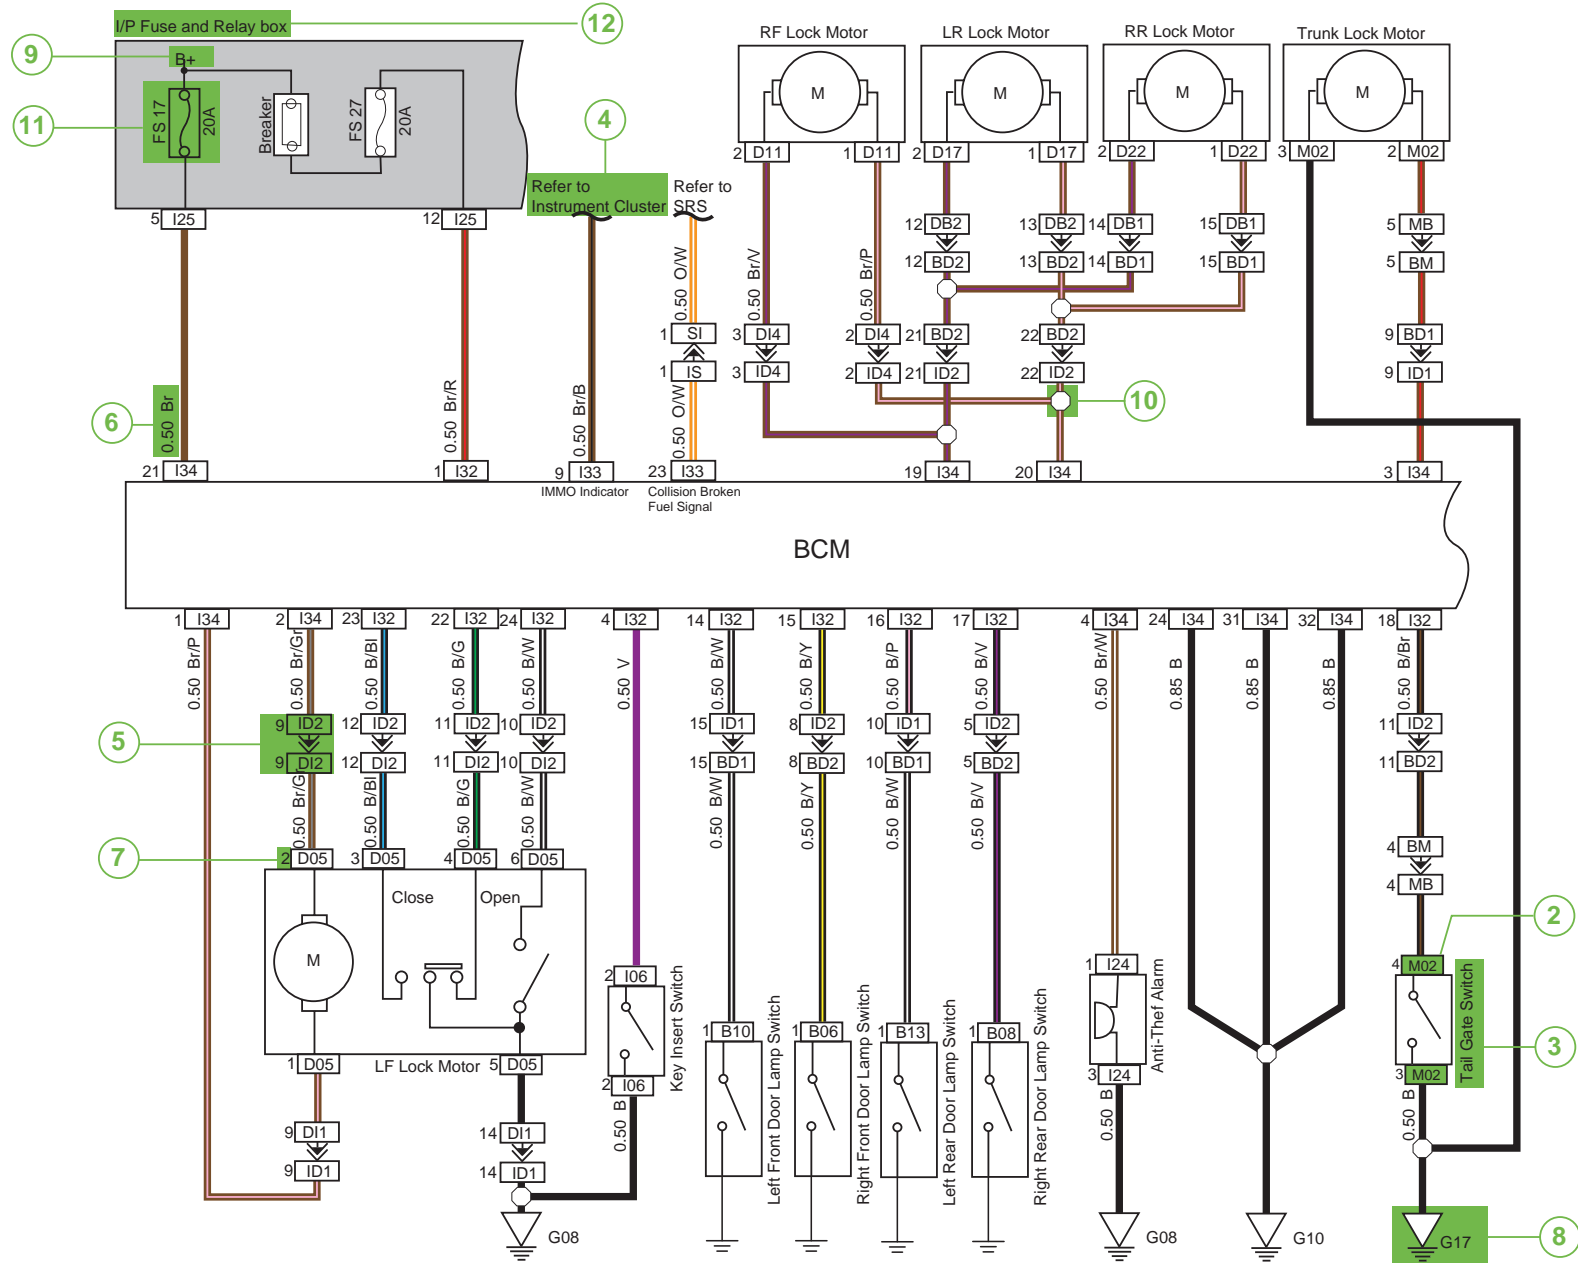 I/P Fuse and Relay box
12
RF Lock Motor
LR Lock Motor
RR Lock Motor
Trunk Lock Motor
9
B+
11
FS 17
20A
Breaker
FS 27
20A
4
M
M
M
M
2 D11
1 D11
2 D17
1 D17
2 D22
1 D22
3 M02
2 M02
Refer to
Instrument Cluster
Refer to
SRS
5 I25
12 I25
12 DB2
13 DB2
14 DB1
15 DB1
5 MB
12 BD2
13 BD2
14 BD1
15 BD1
5 BM
0.50 O/W
0.50 Br/V
0.50 Br/P
1 SI
3 DI4
2 DI4
21 BD2
22 BD2
9 BD1
1 IS
3 ID4
2 ID4
21 ID2
22 ID2
9 ID1
6
0.50 Br
0.50 Br/R
0.50 Br/B
0.50 O/W
10
21 I34
1 I32
9 I33
23 I33
19 I34
20 I34
3 I34
IMMO Indicator
Collision Broken
Fuel Signal
BCM
1 I34
2 I34
23 I32
22 I32
24 I32
4 I32
14 I32
15 I32
16 I32
17 I32
4 I34
24 I34
31 I34
32 I34
18 I32
0.50 Br/P
0.50 Br/Gr
0.50 B/Bl
0.50 B/G
0.50 B/W
0.50 V
0.50 B/W
0.50 B/Y
0.50 B/P
0.50 B/V
0.50 Br/W
0.85 B
0.85 B
0.85 B
0.50 B/Br
5
9 ID2
12 ID2
11 ID2
10 ID2
15 ID1
8 ID2
10 ID1
5 ID2
11 ID2
9 DI2
12 DI2
11 DI2
10 DI2
15 BD1
8 BD2
10 BD1
5 BD2
11 BD2
0.50 Br/Gr
0.50 B/Bl
0.50 B/G
0.50 B/W
0.50 B/W
0.50 B/Y
0.50 B/W
0.50 B/V
7
2 D05
3 D05
4 D05
6 D05
4 BM
4 MB
Close
Open
M
2
2 I06
Key Insert Switch
2 I06
1 I24
Anti-Thef Alarm
3 I24
4 M02
Tail Gate Switch
3
3 M02
1 B10
Left Front Door Lamp Switch
1 B06
Right Front Door Lamp Switch
1 B13
Left Rear Door Lamp Switch
1 B08
Right Rear Door Lamp Switch
1 D05
LF Lock Motor
5 D05
0.50 B
0.50 B
0.50 B
9 DI1
14 DI1
9 ID1
14 ID1
G08
G08
G10
G17
8